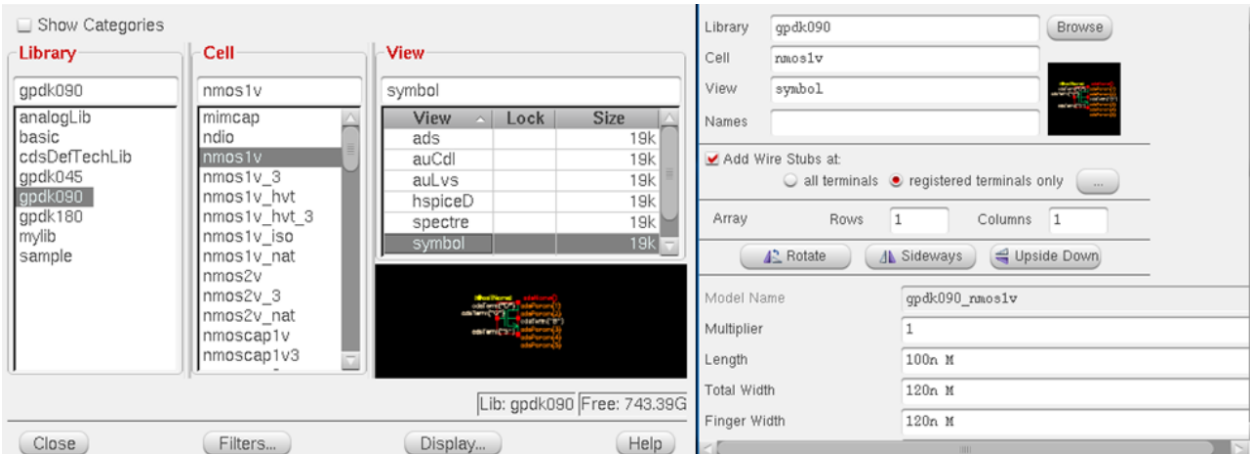 Show Categories
Library
Cell
View
gpdk090
nmos1v
symbol
analogLib
basic
cdsDefTechLib
gpdk045
gpdk090
gpdk180
mylib
sample
mimcap
ndio
nmos1v
nmos1v_3
nmos1v_hvt
nmos1v_hvt_3
nmos1v_iso
nmos1v_nat
nmos2v
nmos2v_3
nmos2v_nat
nmoscap1v
nmoscap1v3
View Lock Size
ads 19k
auCdl 19k
auLvs 19k
hspiceD 19k
spectre 19k
symbol 19k
Lib: gpdk090 Free: 743.39G
Close Filters... Display... Help
Library gpdk090 Browse
Cell nmos1v
View symbol
Names
Add Wire Stubs at:
all terminals registered terminals only ...
Array Rows 1 Columns 1
Rotate Sideways Upside Down
Model Name gpdk090_nmos1v
Multiplier 1
Length 100n M
Total Width 120n M
Finger Width 120n M